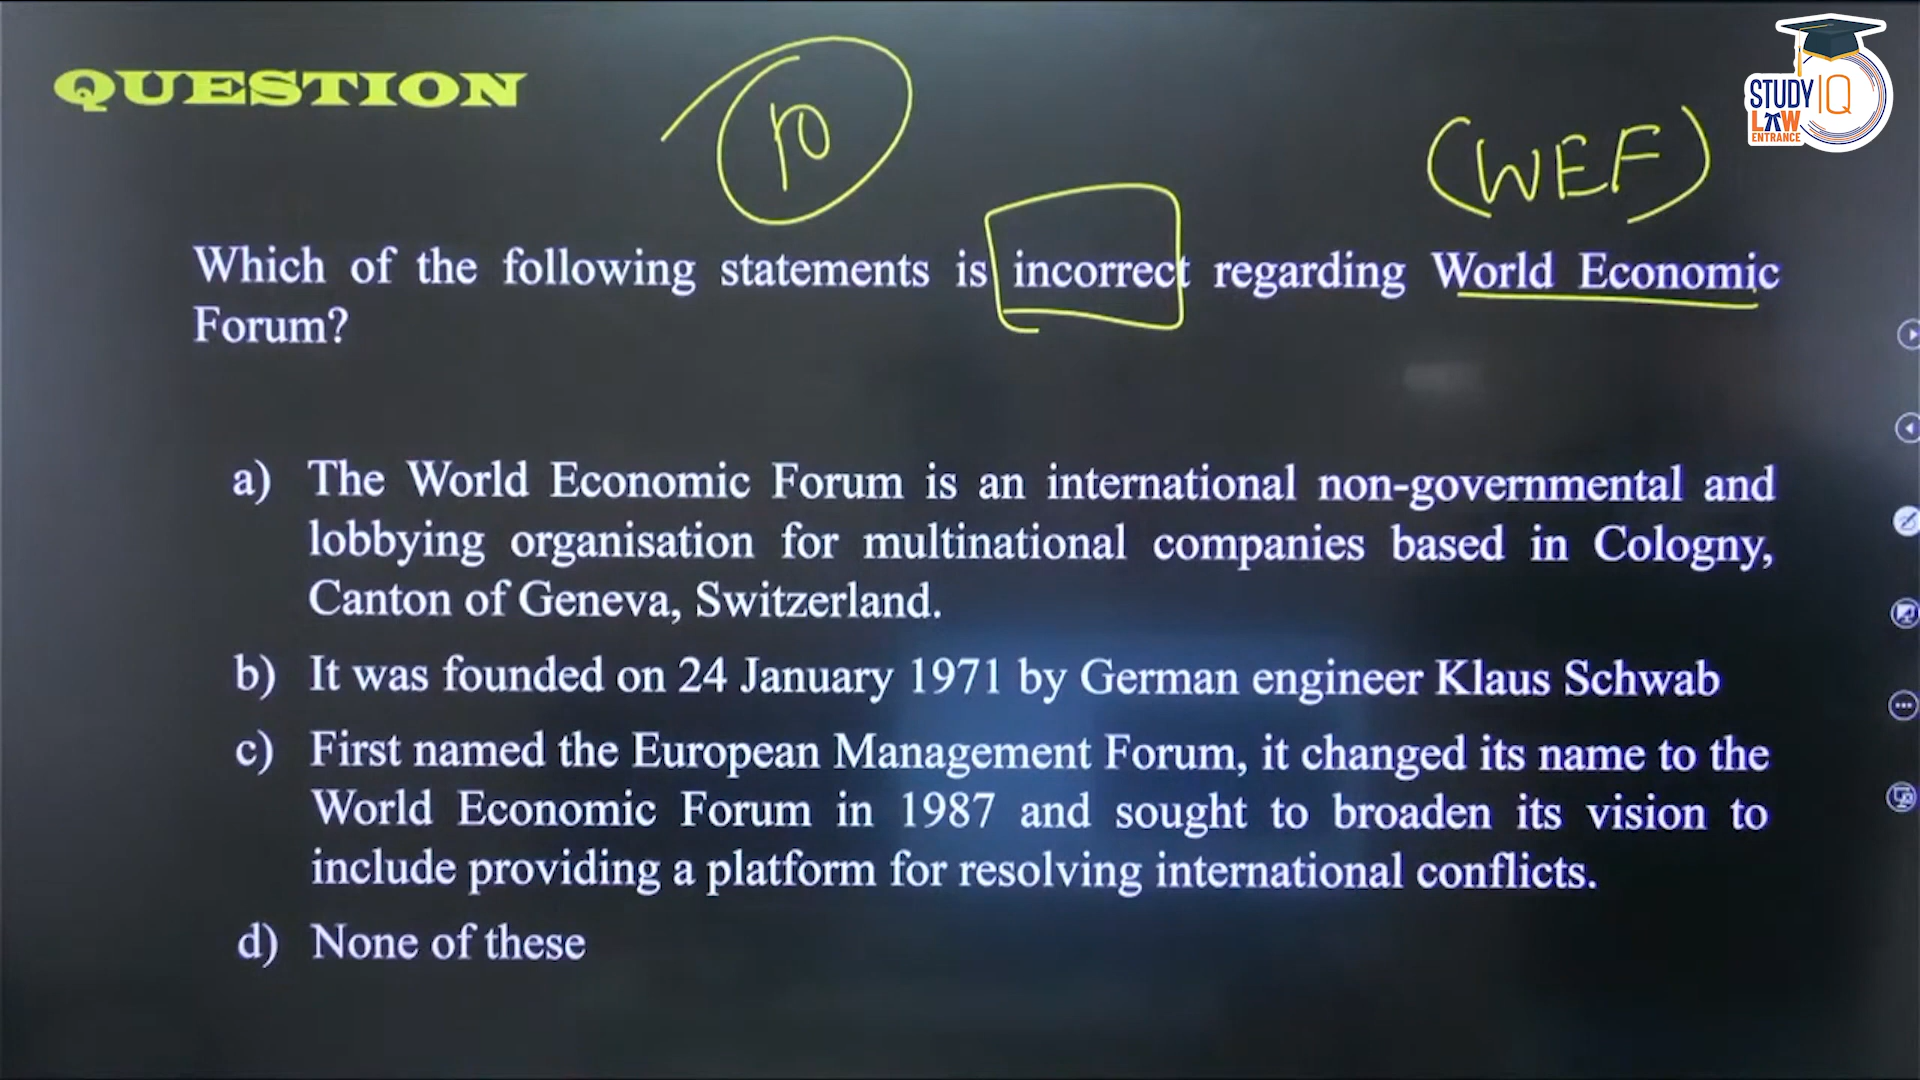 QUESTION
10
(WEF)
STUDY IQ
LAW
ENTRANCE
Which of the following statements is incorrect regarding World Economic
Forum?
a) The World Economic Forum is an international non-governmental and
lobbying organisation for multinational companies based in Cologny,
Canton of Geneva, Switzerland.
b) It was founded on 24 January 1971 by German engineer Klaus Schwab
c) First named the European Management Forum, it changed its name to the
World Economic Forum in 1987 and sought to broaden its vision to
include providing a platform for resolving international conflicts.
d) None of these